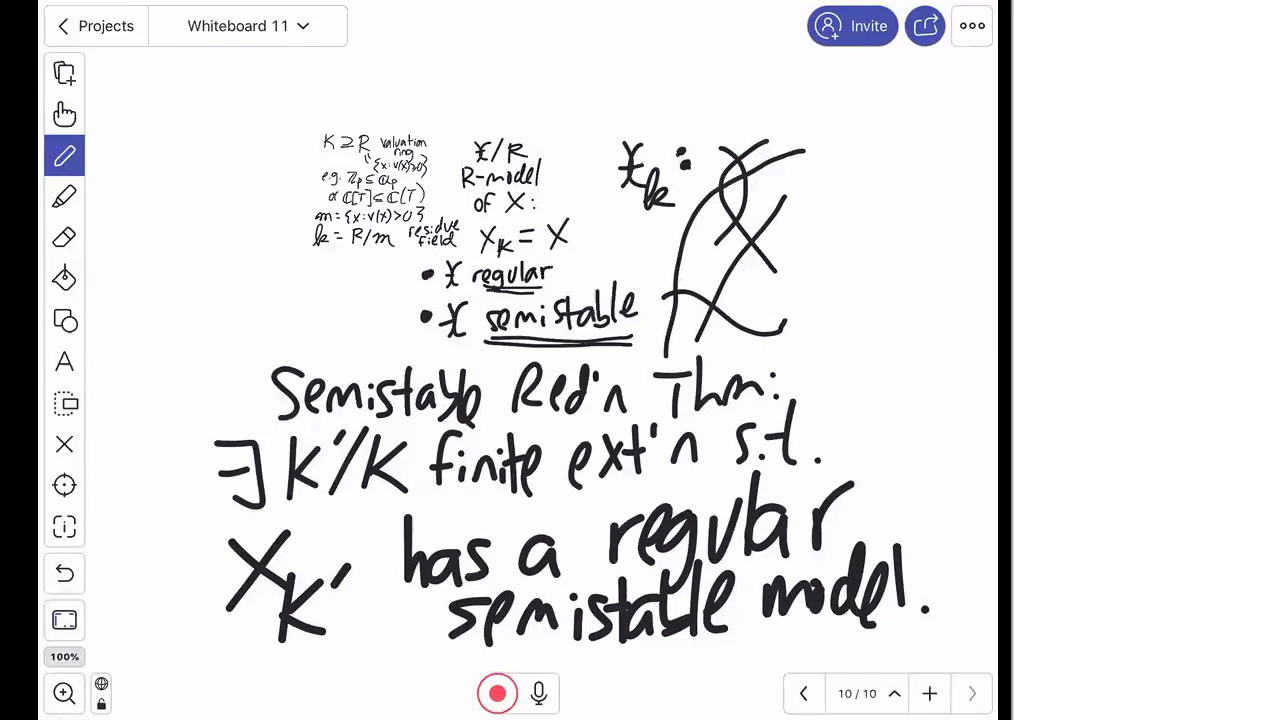 Projects
Whiteboard 11
Invite
K ⊇ R valuation ring
{x: v(x)≥0}
e.g. ℤp ⊆ ℚp
or ℂ[T] ⊆ ℂ(T)
m = {x: v(x)>0}
k = R/m residue field
𝔛/R
R-model
of X:
X_K = X
• 𝔛 regular
• 𝔛 semistable
𝔛_k:
Semistable Red'n Thm:
∃ K'/K finite ext'n s.t.
X_K' has a regular
semistable model.
100%
10 / 10